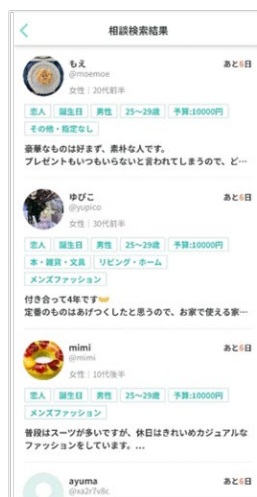 相談検索結果
もえ
あと6日
@moemoe
女性｜20代前半
恋人 誕生日 男性 25〜29歳 予算:10000円
その他・指定なし
豪華なものは好まず、素朴な人です。
プレゼントもいつもいらないと言われてしまうので、ど…
ゆぴこ
あと6日
@yupico
女性｜30代前半
恋人 誕生日 男性 25〜29歳 予算:10000円
本・雑貨・文具 リビング・ホーム
メンズファッション
付き合って4年です🤝
定番のものはあげつくしたと思うので、お家で使える家…
mimi
あと6日
@mimi
女性｜10代後半
恋人 誕生日 男性 25〜29歳 予算:10000円
メンズファッション
普段はスーツが多いですが、休日はきれいめカジュアルな
ファッションをしています。...
ayuma
あと6日
@xa2r7v8c